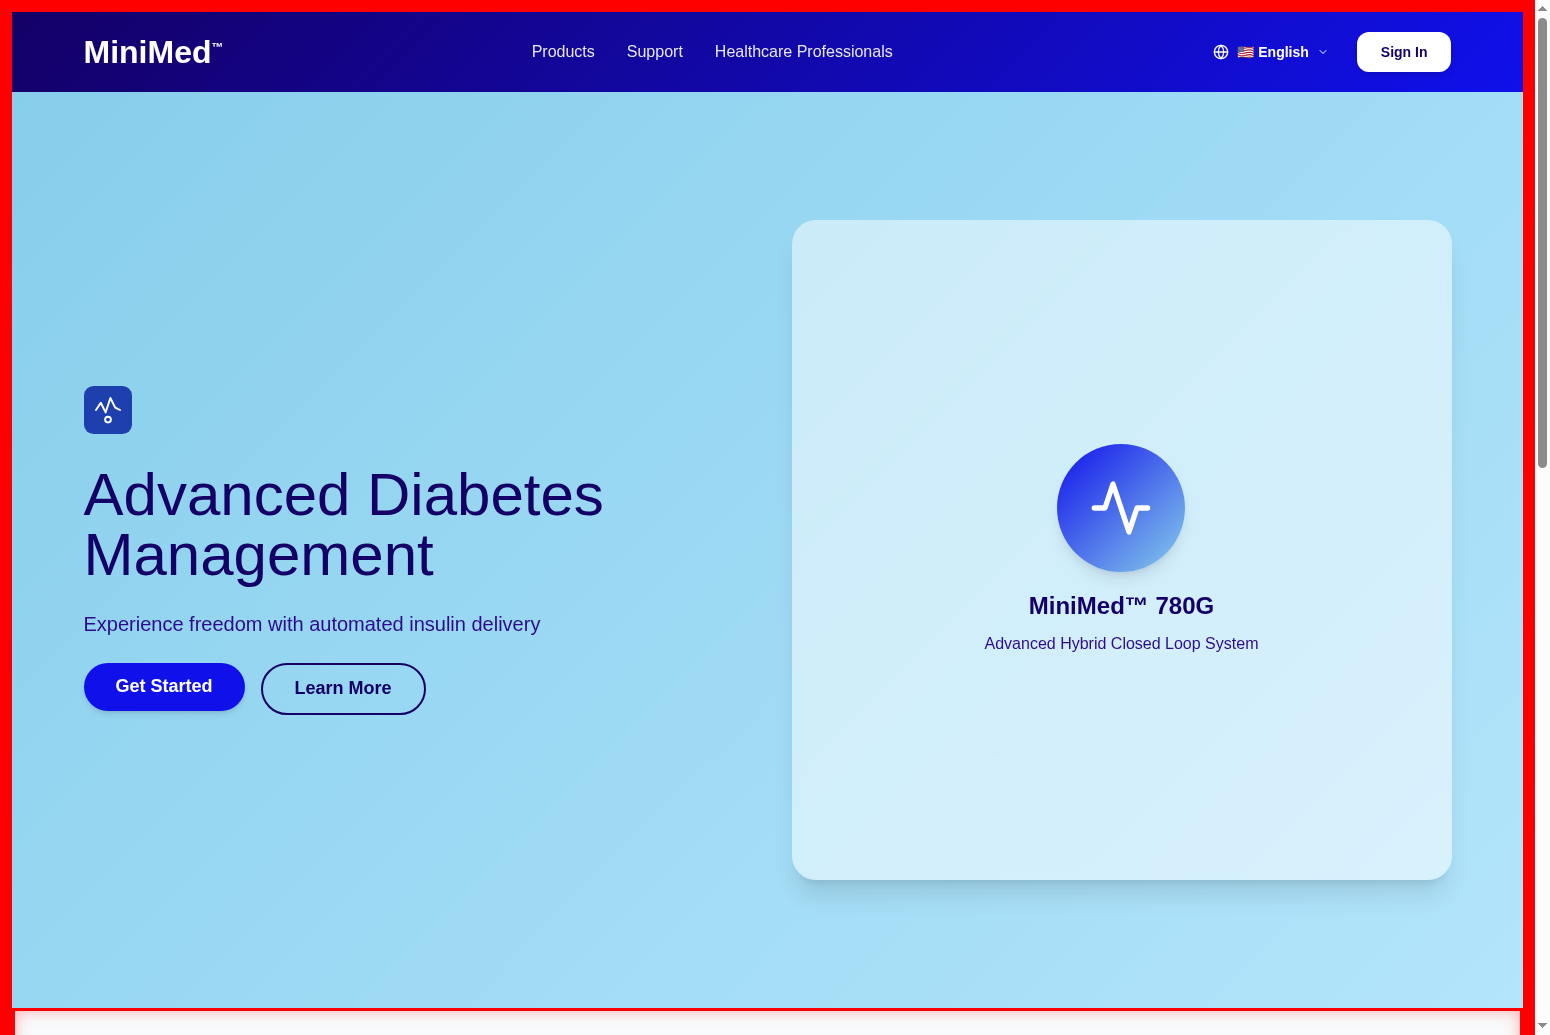 MiniMed™
Products
Support
Healthcare Professionals
🇺🇸 English
Sign In
Advanced Diabetes
Management
Experience freedom with automated insulin delivery
Get Started
Learn More
MiniMed™ 780G
Advanced Hybrid Closed Loop System